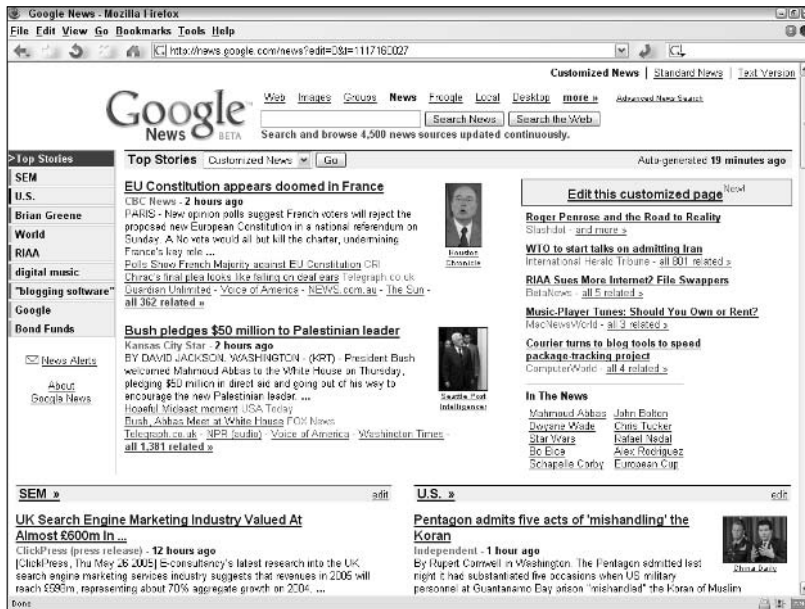 Google News - Mozilla Firefox
File Edit View Go Bookmarks Tools Help
http://news.google.com/news?edit=0&t=1117160027
Customized News | Standard News | Text Version
Google News BETA
Web Images Groups News Froogle Local Desktop more » Advanced News Search
Search News Search the Web
Search and browse 4,500 news sources updated continuously.
>Top Stories
SEM
U.S.
Brian Greene
World
RIAA
digital music
"blogging software"
Google
Bond Funds
News Alerts
About
Google News
Top Stories Customized News Go
Auto-generated 19 minutes ago
EU Constitution appears doomed in France
CBC News - 2 hours ago
PARIS - New opinion polls suggest French voters will reject the
proposed new European Constitution in a national referendum on
Sunday. A No vote would all but kill the charter, undermining
France's key role ...
Polls Show French Majority against EU Constitution CRI
Chirac's final plea looks like falling on deaf ears Telegraph.co.uk
Guardian Unlimited - Voice of America - NEWS.com.au - The Sun -
all 362 related »
Houston
Chronicle
Bush pledges $50 million to Palestinian leader
Kansas City Star - 2 hours ago
BY DAVID JACKSON. WASHINGTON - (KRT) - President Bush
welcomed Mahmoud Abbas to the White House on Thursday,
pledging $50 million in direct aid and going out of his way to
encourage the new Palestinian leader. ...
Hopeful Mideast moment USA Today
Bush, Abbas Meet at White House FOX News
Telegraph.co.uk - NPR (audio) - Voice of America - Washington Times -
all 1,381 related »
Seattle Post
Intelligencer
Edit this customized page New!
Roger Penrose and the Road to Reality
Slashdot - and more »
WTO to start talks on admitting Iran
International Herald Tribune - all 801 related »
RIAA Sues More Internet2 File Swappers
BetaNews - all 5 related »
Music-Player Tunes: Should You Own or Rent?
MacNewsWorld - all 3 related »
Courier turns to blog tools to speed
package-tracking project
ComputerWorld - all 4 related »
In The News
Mahmoud Abbas John Bolton
Dwyane Wade Chris Tucker
Star Wars Rafael Nadal
Bo Bice Alex Rodriguez
Schapelle Corby European Cup
SEM » edit
UK Search Engine Marketing Industry Valued At
Almost £600m In ...
ClickPress (press release) - 12 hours ago
[ClickPress, Thu May 26 2005] E-consultancy's latest research into the UK
search engine marketing services industry suggests that revenues in 2005 will
reach £593m, representing about 70% aggregate growth on 2004. ...
U.S. » edit
Pentagon admits five acts of 'mishandling' the
Koran
Independent - 1 hour ago
By Rupert Cornwell in Washington. The Pentagon admitted last
night it had substantiated five occasions when US military
personnel at Guantanamo Bay prison "mishandled" the Koran of Muslim
China Daily
Done